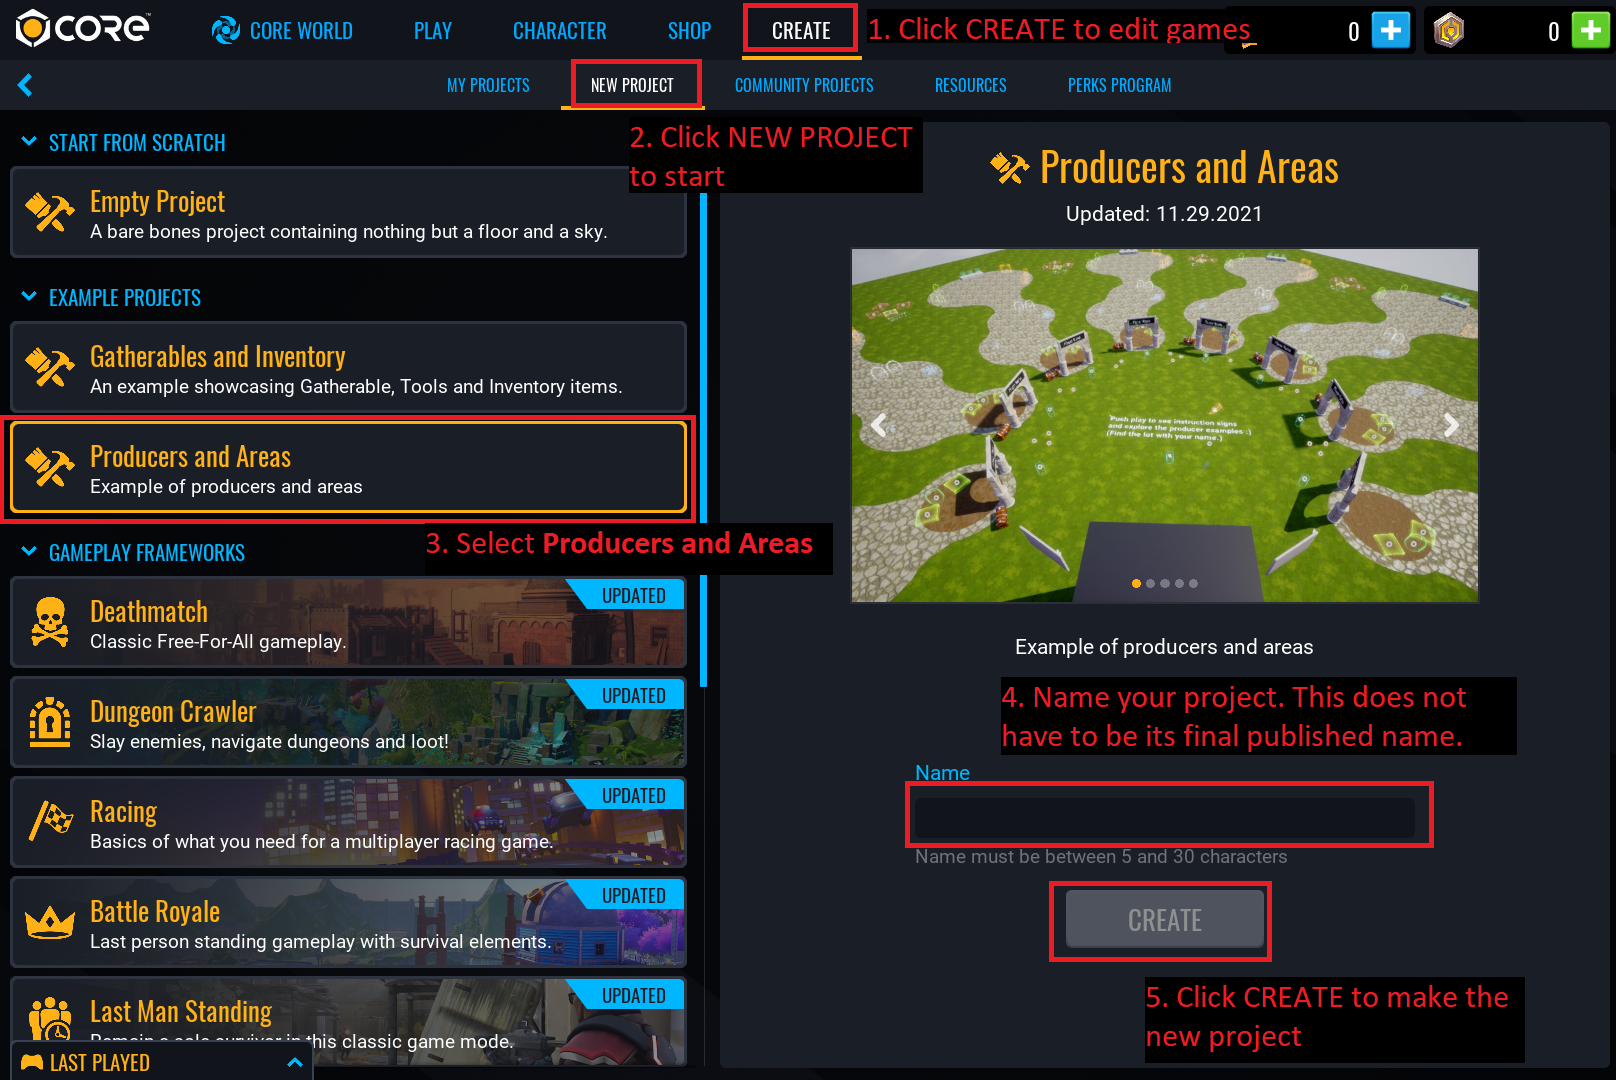 CORE™
CORE WORLD
PLAY
CHARACTER
SHOP
CREATE
1. Click CREATE to edit games
0
0
MY PROJECTS
NEW PROJECT
COMMUNITY PROJECTS
RESOURCES
PERKS PROGRAM
2. Click NEW PROJECT
to start
START FROM SCRATCH
Empty Project
A bare bones project containing nothing but a floor and a sky.
EXAMPLE PROJECTS
Gatherables and Inventory
An example showcasing Gatherable, Tools and Inventory items.
Producers and Areas
Example of producers and areas
3. Select Producers and Areas
GAMEPLAY FRAMEWORKS
Deathmatch
Classic Free-For-All gameplay.
UPDATED
Dungeon Crawler
Slay enemies, navigate dungeons and loot!
UPDATED
Racing
Basics of what you need for a multiplayer racing game.
UPDATED
Battle Royale
Last person standing gameplay with survival elements.
UPDATED
Last Man Standing
Remain a sole survivor in this classic game mode.
UPDATED
LAST PLAYED
Producers and Areas
Updated: 11.29.2021
Push play to see instruction signs
and explore the producer examples :)
(Find the lot with your name.)
Example of producers and areas
4. Name your project. This does not
have to be its final published name.
Name
Name must be between 5 and 30 characters
CREATE
5. Click CREATE to make the
new project